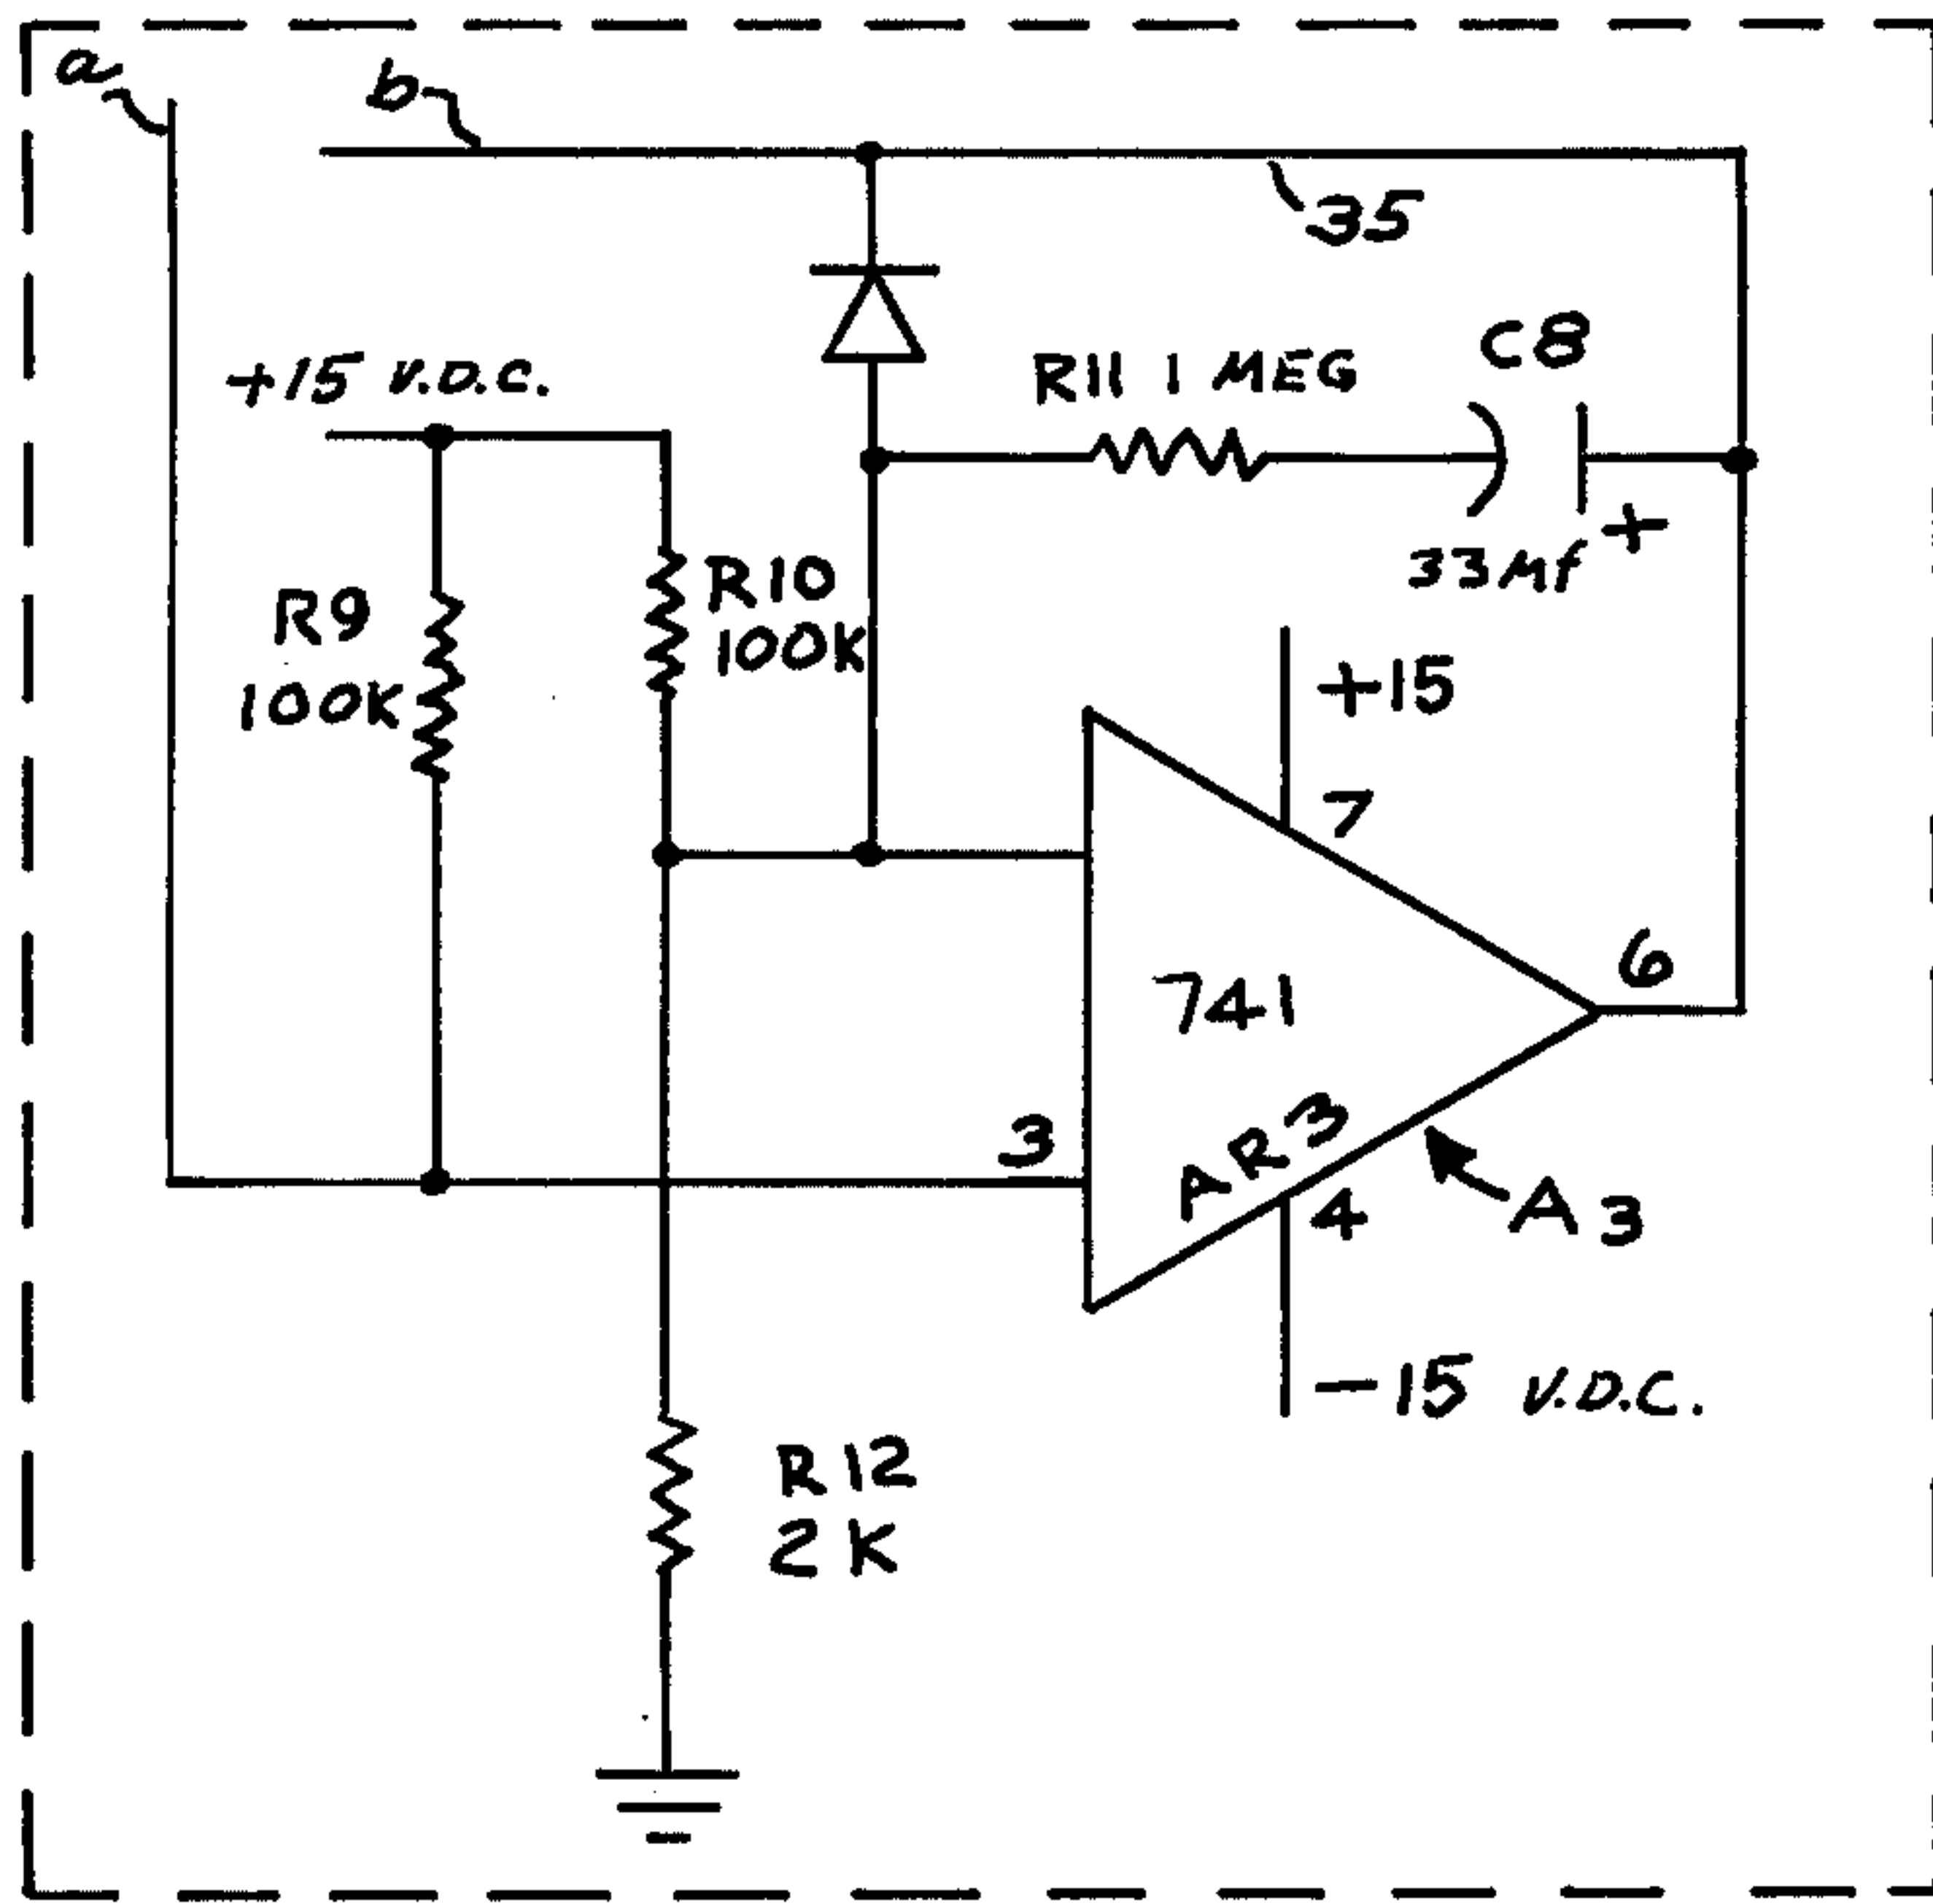 a
b
35
+15 V.D.C.
R11 1 MEG
C8
+
33Mf
R9
100K
R10
100K
+15
7
741
6
3
AR3
4
A3
-15 V.D.C.
R12
2K